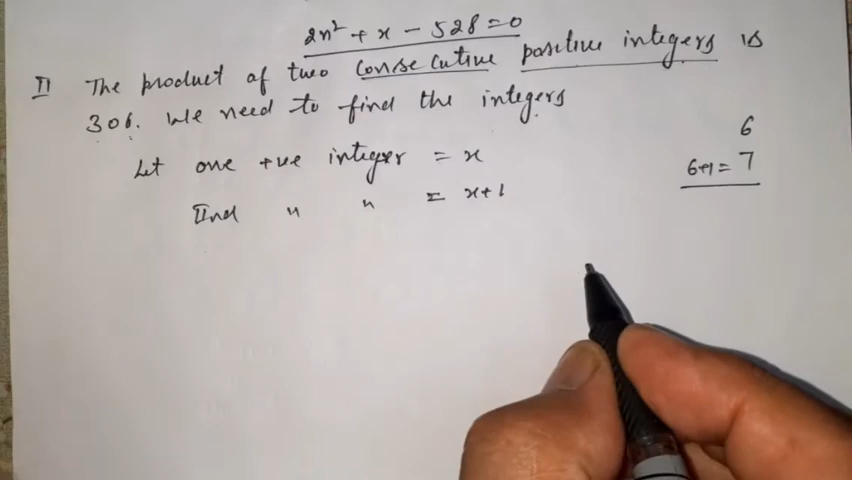 2x² + x - 528 = 0
II The product of two consecutive positive integers is
306. We need to find the integers
Let one +ve integer = x
IInd " " = x+1
6
6+1 = 7